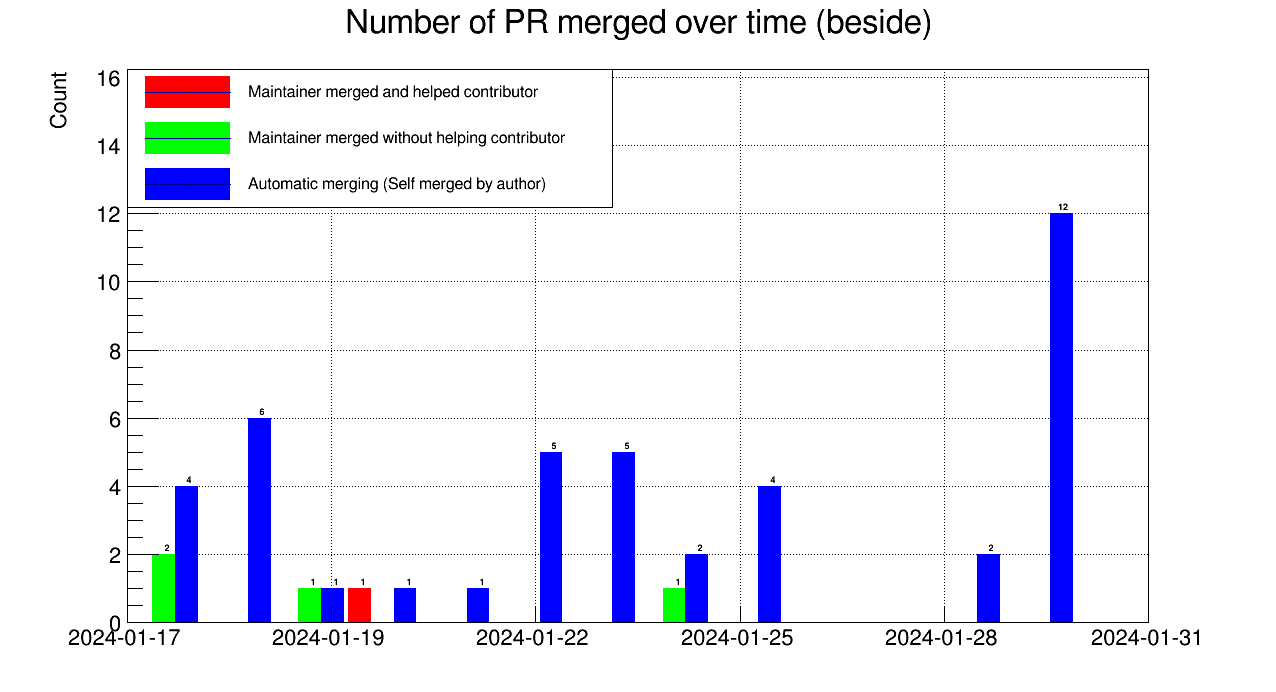 Number of PR merged over time (beside)
Count
16
14
12
10
8
6
4
2
0
Maintainer merged and helped contributor
Maintainer merged without helping contributor
Automatic merging (Self merged by author)
2 4 6 1 1 1 1 1 5 5 1 2 4 2 12
2024-01-17 2024-01-19 2024-01-22 2024-01-25 2024-01-28 2024-01-31